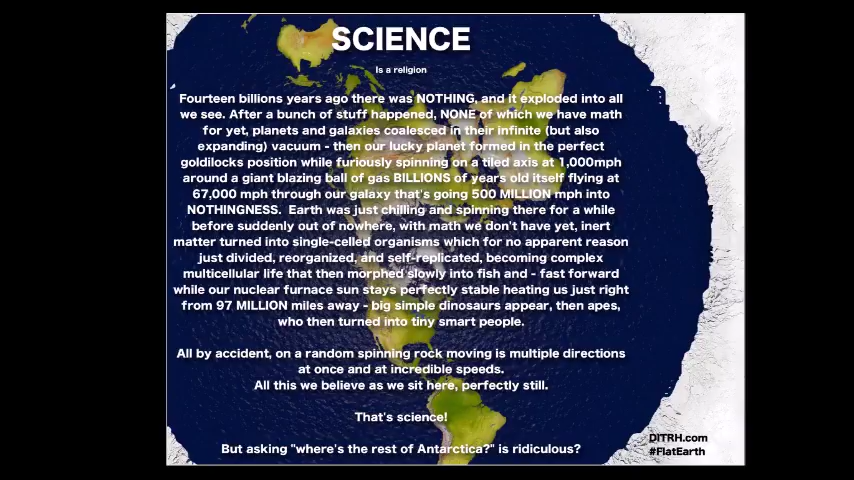 SCIENCE
Is a religion
Fourteen billions years ago there was NOTHING, and it exploded into all
we see. After a bunch of stuff happened, NONE of which we have math
for yet, planets and galaxies coalesced in their infinite (but also
expanding) vacuum - then our lucky planet formed in the perfect
goldilocks position while furiously spinning on a tiled axis at 1,000mph
around a giant blazing ball of gas BILLIONS of years old itself flying at
67,000 mph through our galaxy that's going 500 MILLION mph into
NOTHINGNESS. Earth was just chilling and spinning there for a while
before suddenly out of nowhere, with math we don't have yet, inert
matter turned into single-celled organisms which for no apparent reason
just divided, reorganized, and self-replicated, becoming complex
multicellular life that then morphed slowly into fish and - fast forward
while our nuclear furnace sun stays perfectly stable heating us just right
from 97 MILLION miles away - big simple dinosaurs appear, then apes,
who then turned into tiny smart people.
All by accident, on a random spinning rock moving is multiple directions
at once and at incredible speeds.
All this we believe as we sit here, perfectly still.
That's science!
But asking "where's the rest of Antarctica?" is ridiculous?
DITRH.com
#FlatEarth